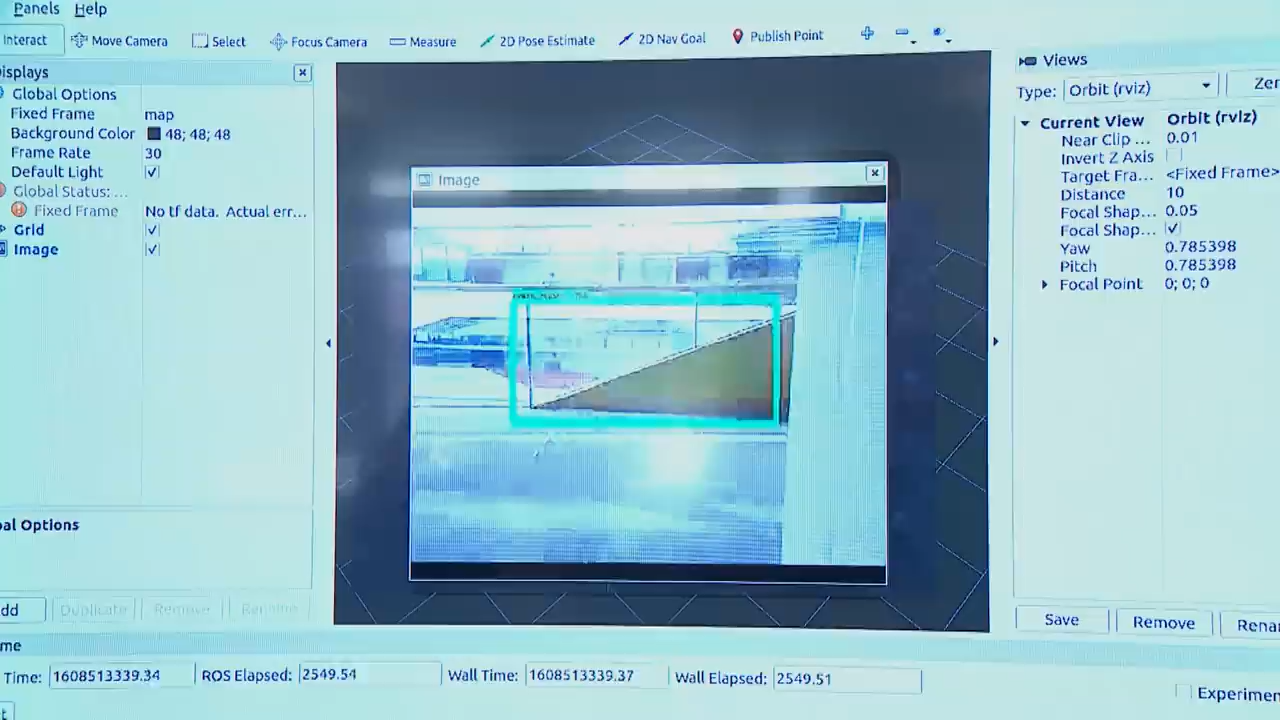 Panels Help
Interact Move Camera Select Focus Camera Measure 2D Pose Estimate 2D Nav Goal Publish Point
Displays
Global Options
Fixed Frame map
Background Color 48; 48; 48
Frame Rate 30
Default Light
Global Status: ...
Fixed Frame No tf data. Actual err...
Grid
Image
bal Options
dd Duplicate Remove Rename
Image
Views
Type: Orbit (rviz) Zer
Current View Orbit (rviz)
Near Clip ... 0.01
Invert Z Axis
Target Fra... <Fixed Frame>
Distance 10
Focal Shap... 0.05
Focal Shap...
Yaw 0.785398
Pitch 0.785398
Focal Point 0; 0; 0
Save Remove Renam
me
Time: 1608513339.34 ROS Elapsed: 2549.54 Wall Time: 1608513339.37 Wall Elapsed: 2549.51
Experimen
t